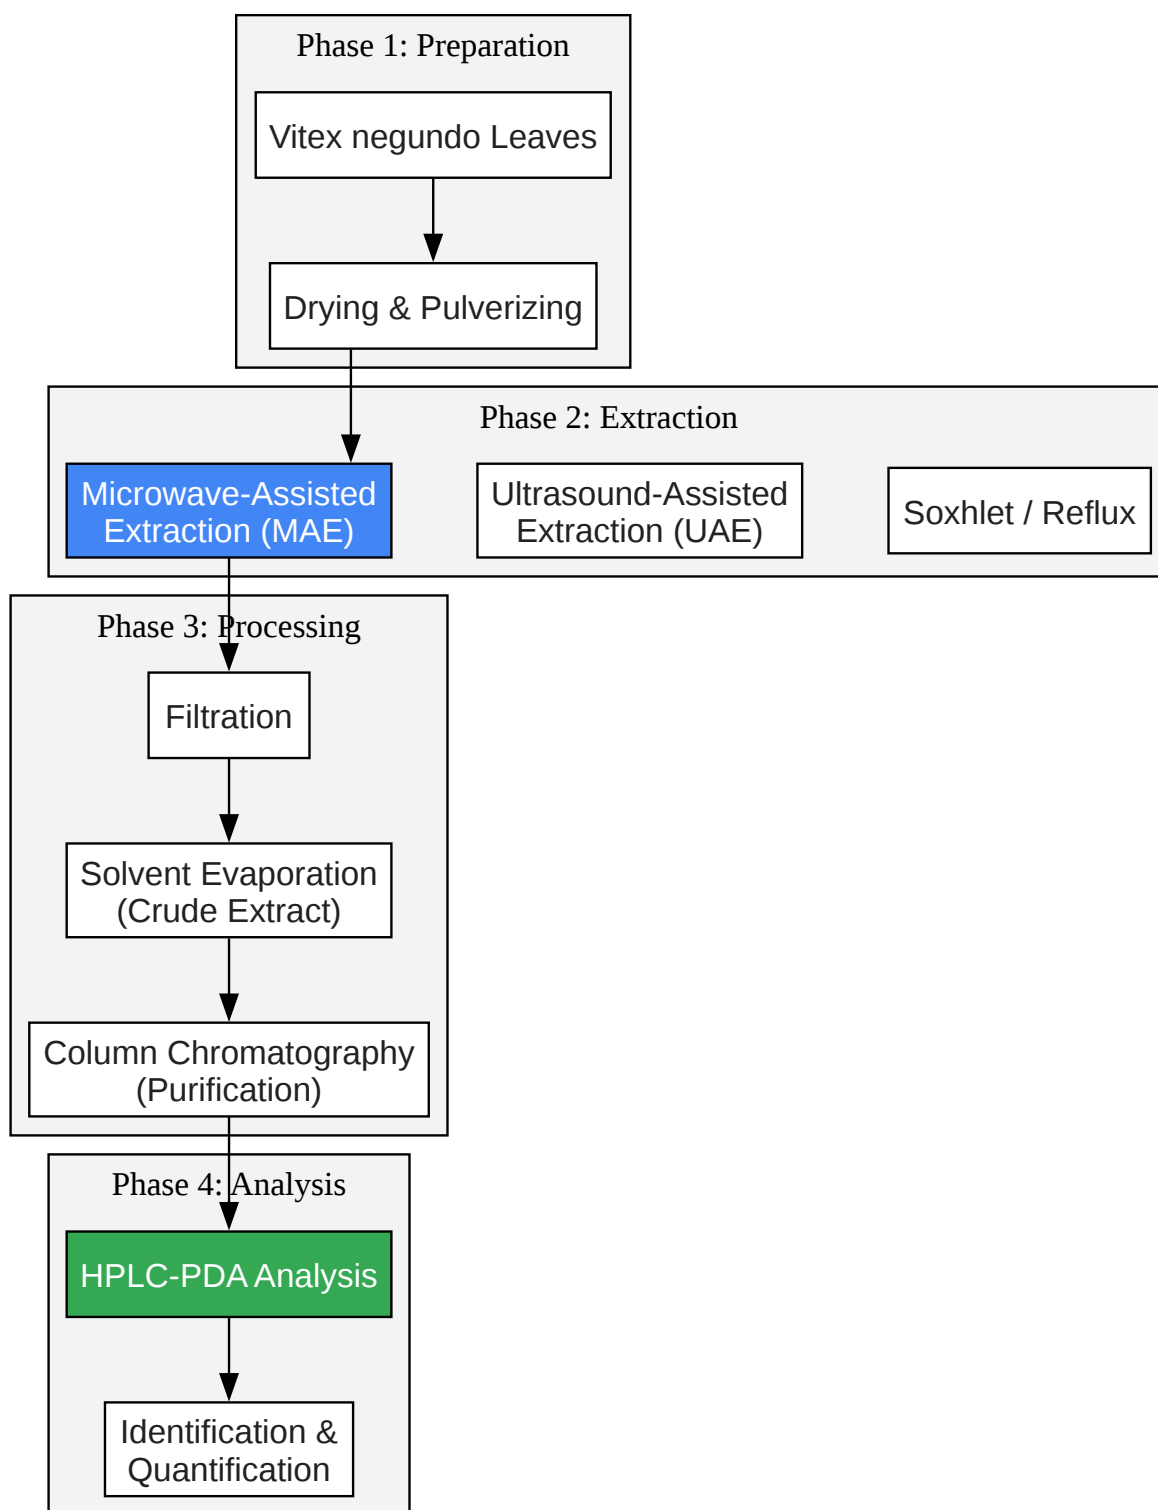 Phase 1: Preparation
Vitex negundo Leaves
Drying & Pulverizing
Phase 2: Extraction
Microwave-Assisted
Extraction (MAE)
Ultrasound-Assisted
Extraction (UAE)
Soxhlet / Reflux
Phase 3: Processing
Filtration
Solvent Evaporation
(Crude Extract)
Column Chromatography
(Purification)
Phase 4: Analysis
HPLC-PDA Analysis
Identification &
Quantification